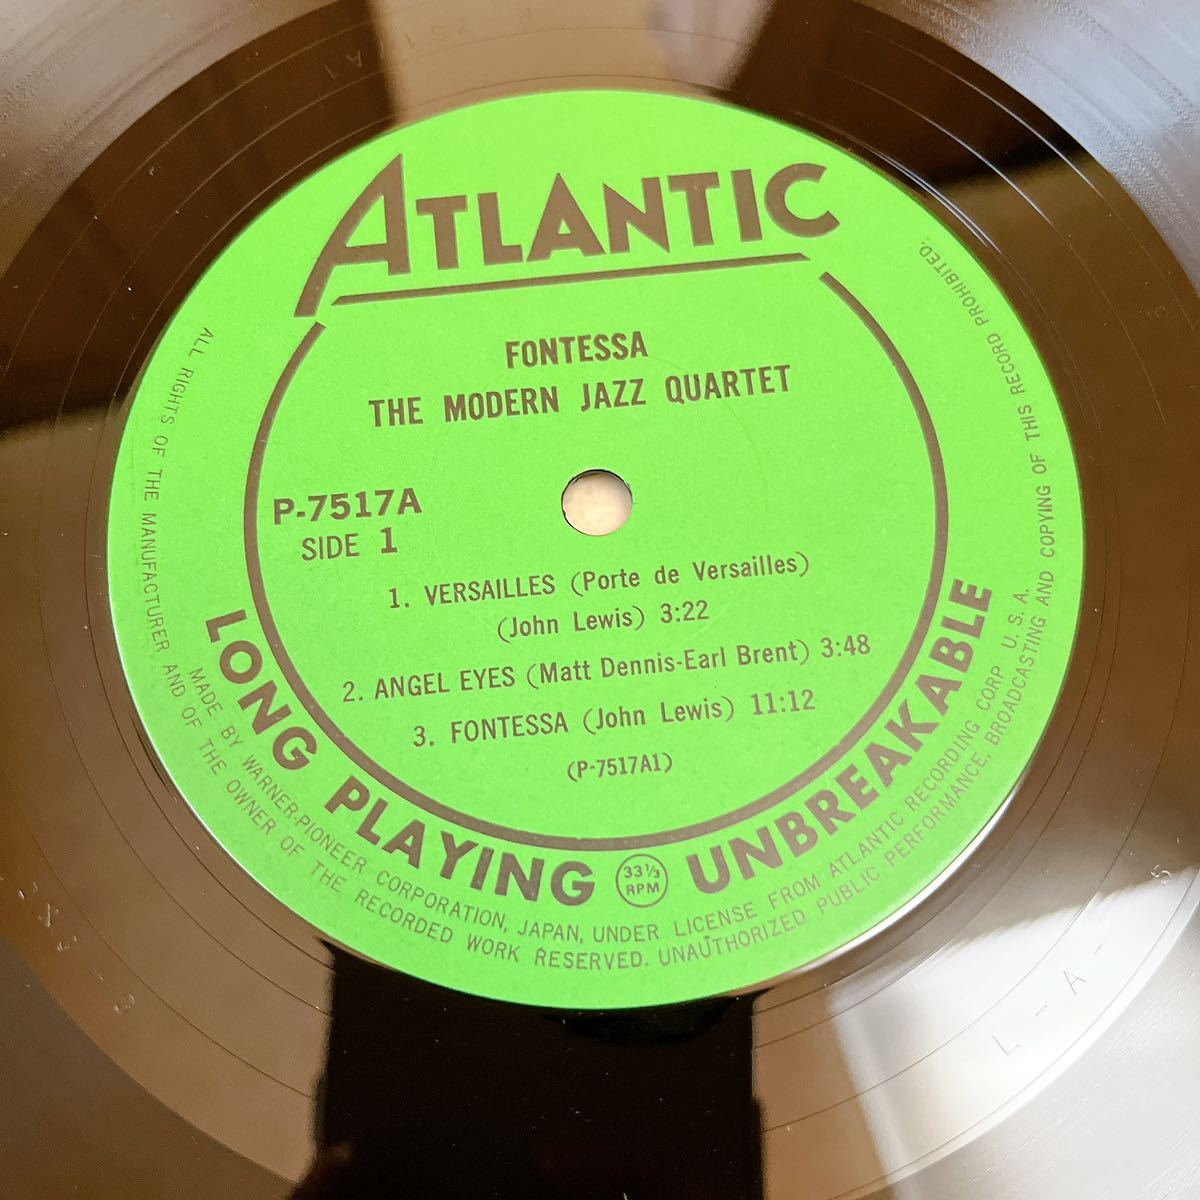 ATLANTIC
FONTESSA
THE MODERN JAZZ QUARTET
P-7517A
SIDE 1
1. VERSAILLES (Porte de Versailles)
(John Lewis) 3:22
2. ANGEL EYES (Matt Dennis-Earl Brent) 3:48
3. FONTESSA (John Lewis) 11:12
(P-7517A1)
LONG PLAYING 33⅓ RPM UNBREAKABLE
MADE BY WARNER-PIONEER CORPORATION, JAPAN, UNDER LICENSE FROM ATLANTIC RECORDING CORP U. S. A.
ALL RIGHTS OF THE MANUFACTURER AND OF THE OWNER OF THE RECORDED WORK RESERVED. UNAUTHORIZED PUBLIC PERFORMANCE, BROADCASTING AND COPYING OF THIS RECORD PROHIBITED.
L-A-